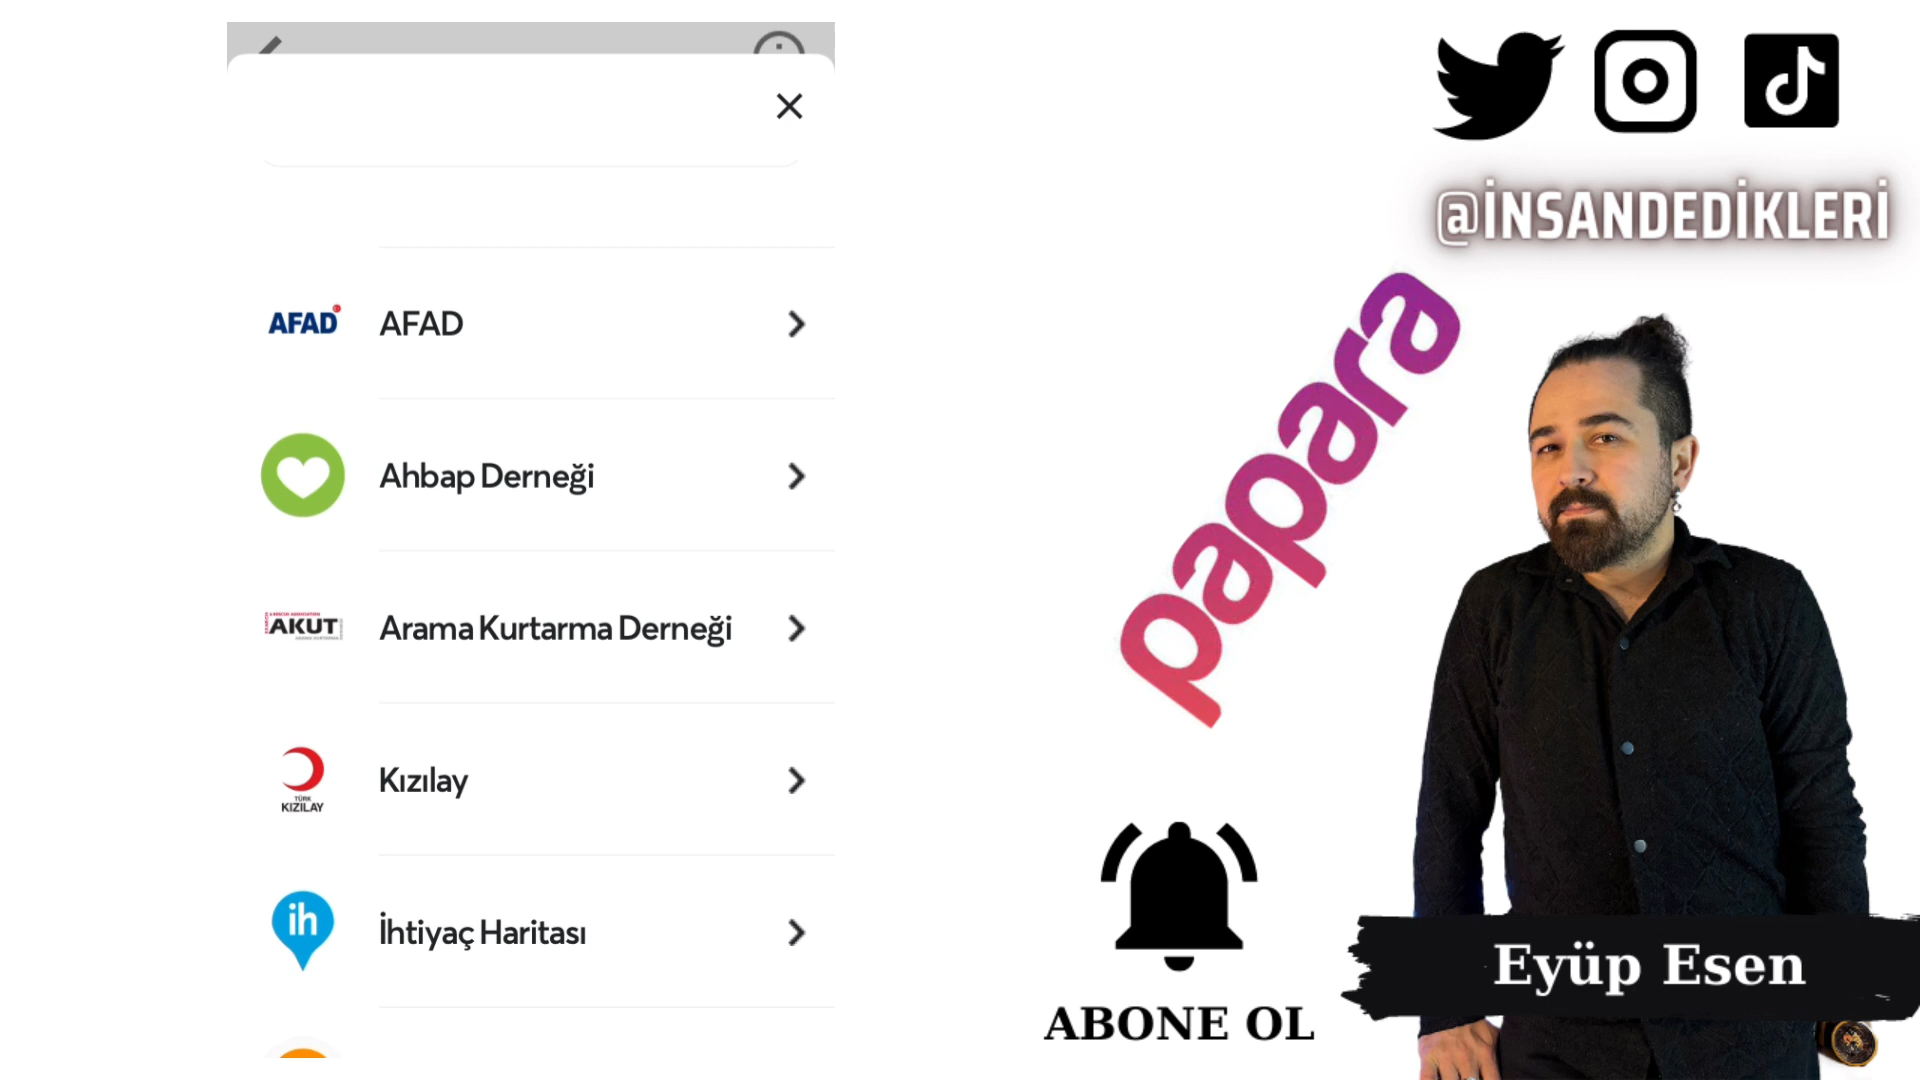 @İNSANDEDİKLERİ
papara
AFAD
AFAD
Ahbap Derneği
AKUT
Arama Kurtarma Derneği
TÜRK
KIZILAY
Kızılay
ih
İhtiyaç Haritası
ABONE OL
Eyüp Esen